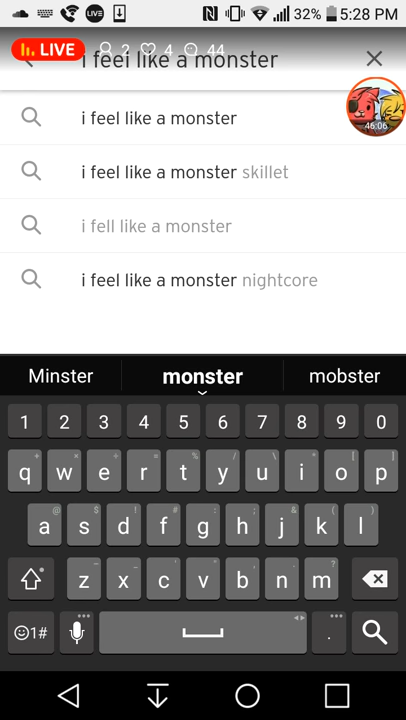 32% 5:28 PM
LIVE 2 4 44
i feei like a monster
46:06
i feel like a monster
i feel like a monster skillet
i fell like a monster
i feel like a monster nightcore
Minster monster mobster
1 2 3 4 5 6 7 8 9 0
q w e r t y u i o p
a s d f g h j k l
z x c v b n m
1# .